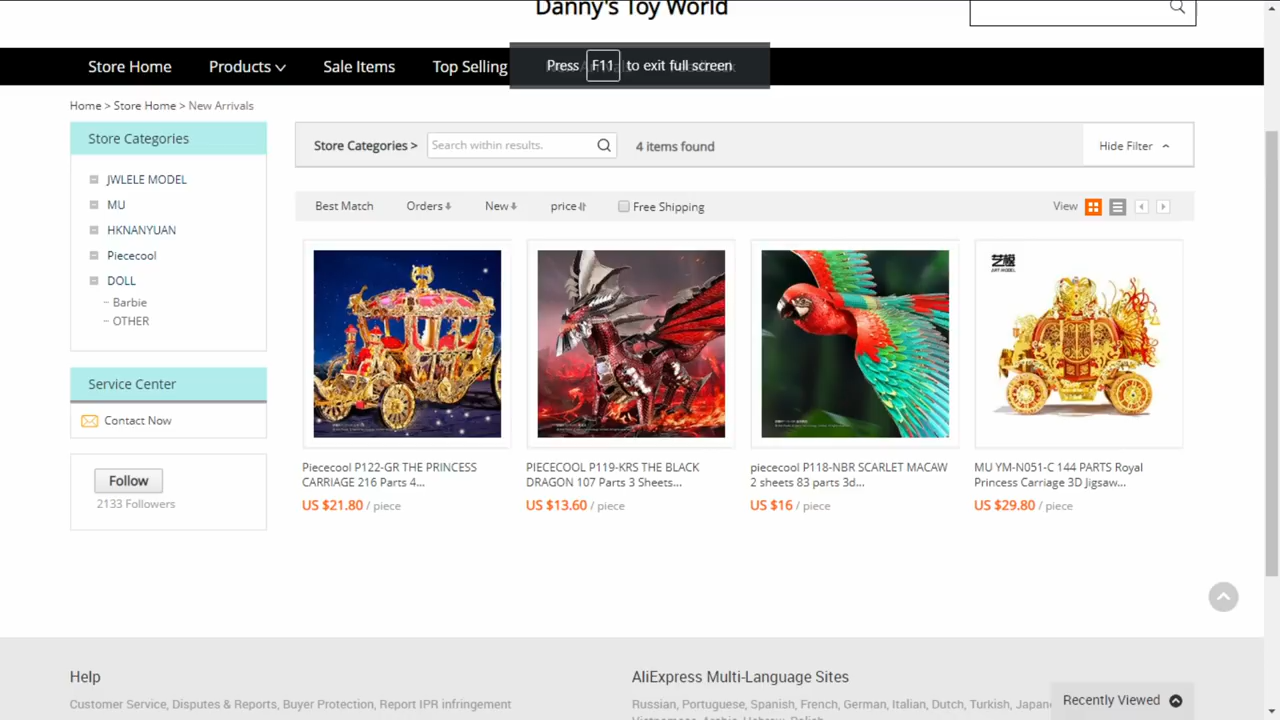 Danny's Toy World
Store Home
Products
Sale Items
Top Selling
Press F11 to exit full screen
Home > Store Home > New Arrivals
Store Categories
JWLELE MODEL
MU
HKNANYUAN
Piececool
DOLL
Barbie
OTHER
Service Center
Contact Now
Follow
2133 Followers
Store Categories >
Search within results.
4 items found
Hide Filter
Best Match
Orders
New
price
Free Shipping
View
艺模
ART MODEL
Piececool P122-GR THE PRINCESS
CARRIAGE 216 Parts 4...
US $21.80 / piece
PIECECOOL P119-KRS THE BLACK
DRAGON 107 Parts 3 Sheets...
US $13.60 / piece
piececool P118-NBR SCARLET MACAW
2 sheets 83 parts 3d...
US $16 / piece
MU YM-N051-C 144 PARTS Royal
Princess Carriage 3D Jigsaw...
US $29.80 / piece
Help
Customer Service, Disputes & Reports, Buyer Protection, Report IPR infringement
AliExpress Multi-Language Sites
Russian, Portuguese, Spanish, French, German, Italian, Dutch, Turkish, Japane
Recently Viewed